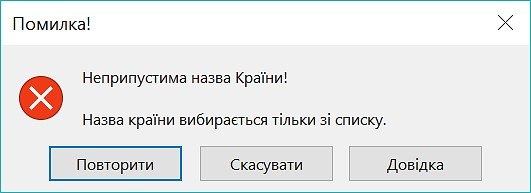 Помилка!
Неприпустима назва Країни!
Назва країни вибирається тільки зі списку.
Повторити Скасувати Довідка